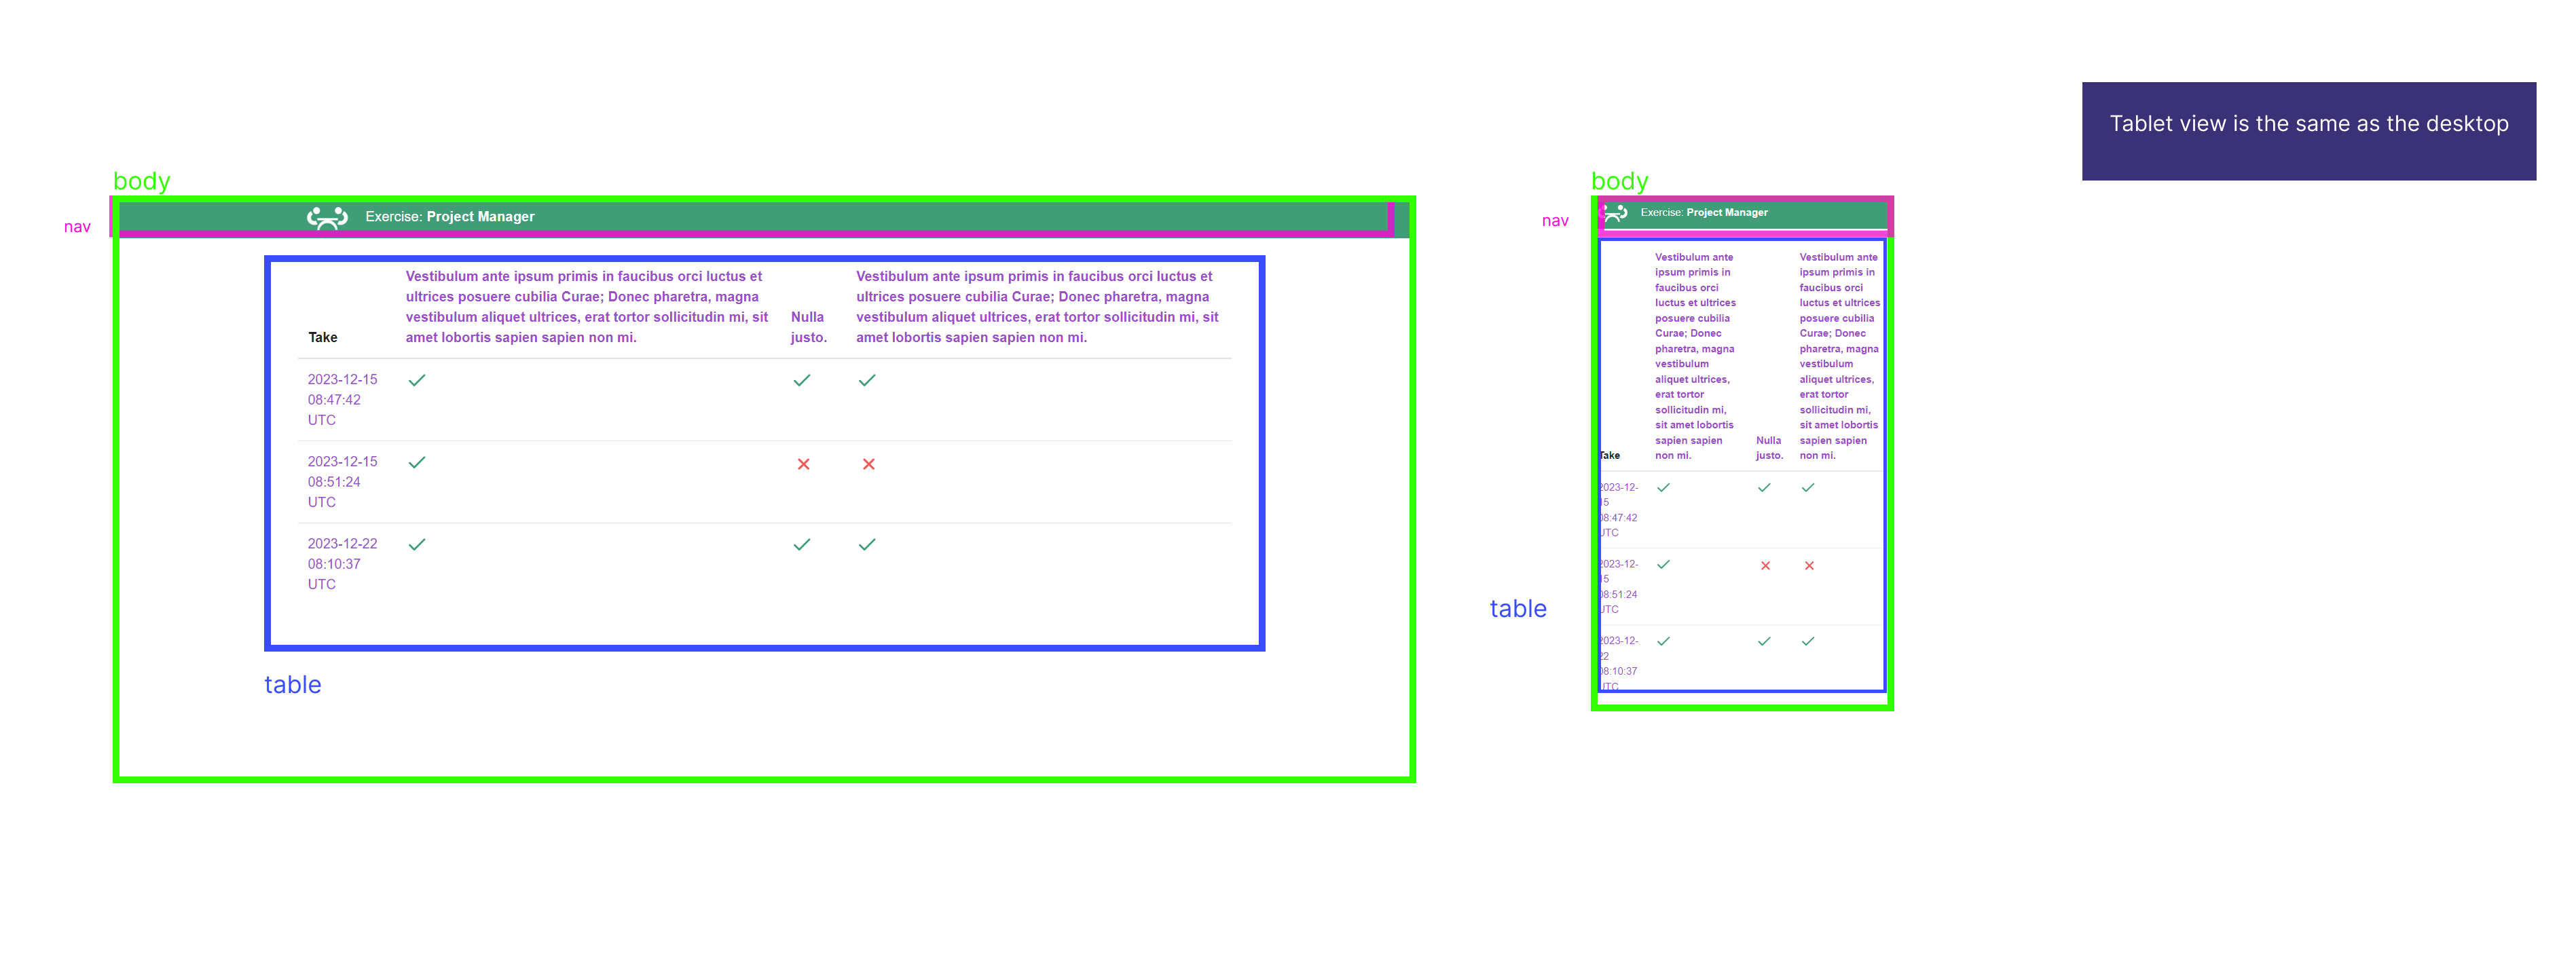 Tablet view is the same as the desktop
body
nav
Exercise: Project Manager
Take
Vestibulum ante ipsum primis in faucibus orci luctus et
ultrices posuere cubilia Curae; Donec pharetra, magna
vestibulum aliquet ultrices, erat tortor sollicitudin mi, sit
amet lobortis sapien sapien non mi.
Nulla
justo.
Vestibulum ante ipsum primis in faucibus orci luctus et
ultrices posuere cubilia Curae; Donec pharetra, magna
vestibulum aliquet ultrices, erat tortor sollicitudin mi, sit
amet lobortis sapien sapien non mi.
2023-12-15
08:47:42
UTC
2023-12-15
08:51:24
UTC
2023-12-22
08:10:37
UTC
table
body
nav
Exercise: Project Manager
Take
Vestibulum ante
ipsum primis in
faucibus orci
luctus et ultrices
posuere cubilia
Curae; Donec
pharetra, magna
vestibulum
aliquet ultrices,
erat tortor
sollicitudin mi,
sit amet lobortis
sapien sapien
non mi.
Nulla
justo.
Vestibulum ante
ipsum primis in
faucibus orci
luctus et ultrices
posuere cubilia
Curae; Donec
pharetra, magna
vestibulum
aliquet ultrices,
erat tortor
sollicitudin mi,
sit amet lobortis
sapien sapien
non mi.
2023-12-
15
08:47:42
UTC
2023-12-
15
08:51:24
UTC
2023-12-
22
08:10:37
UTC
table